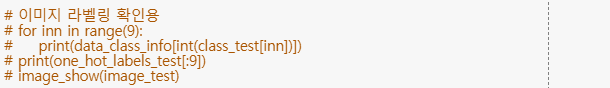 # 이미지 라벨링 확인용
# for inn in range(9):
#     print(data_class_info[int(class_test[inn])])
# print(one_hot_labels_test[:9])
# image_show(image_test)